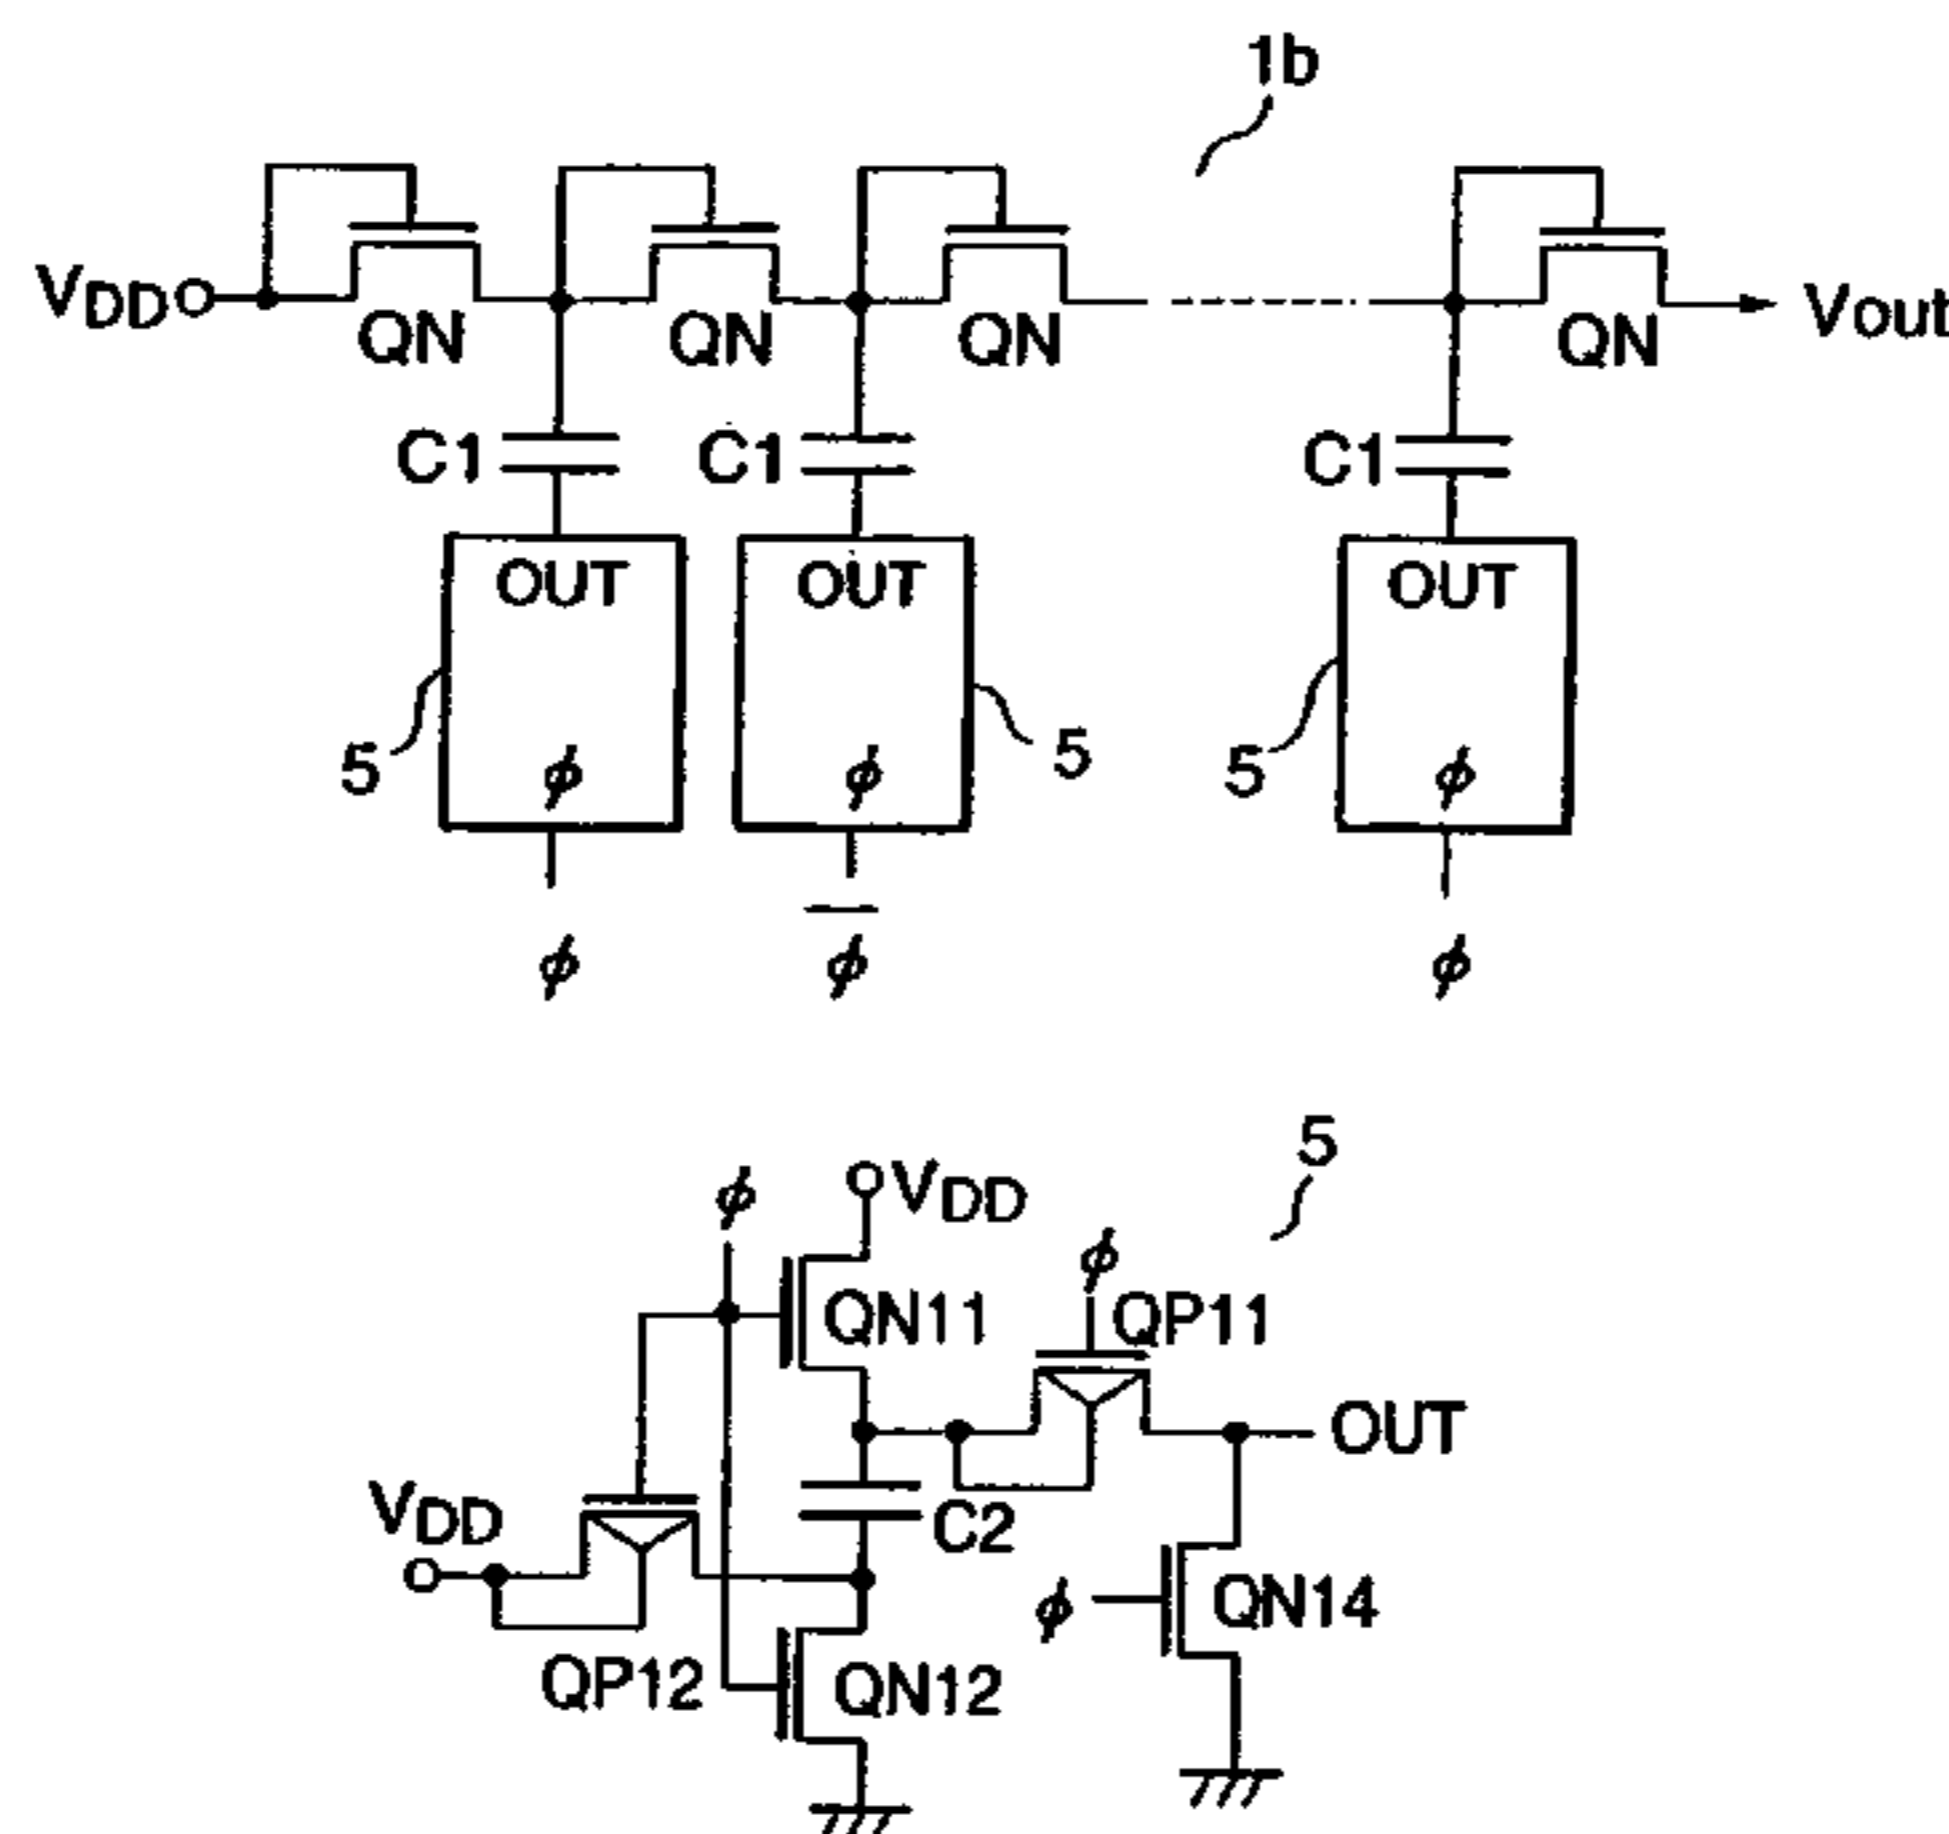 1b
VDD QN QN QN QN Vout
C1 C1 C1
OUT OUT OUT
5 ϕ ϕ 5 5 ϕ
ϕ ϕ̅ ϕ
5
ϕ VDD
ϕ
QN11 QP11
OUT
VDD C2
ϕ QN14
QP12 QN12